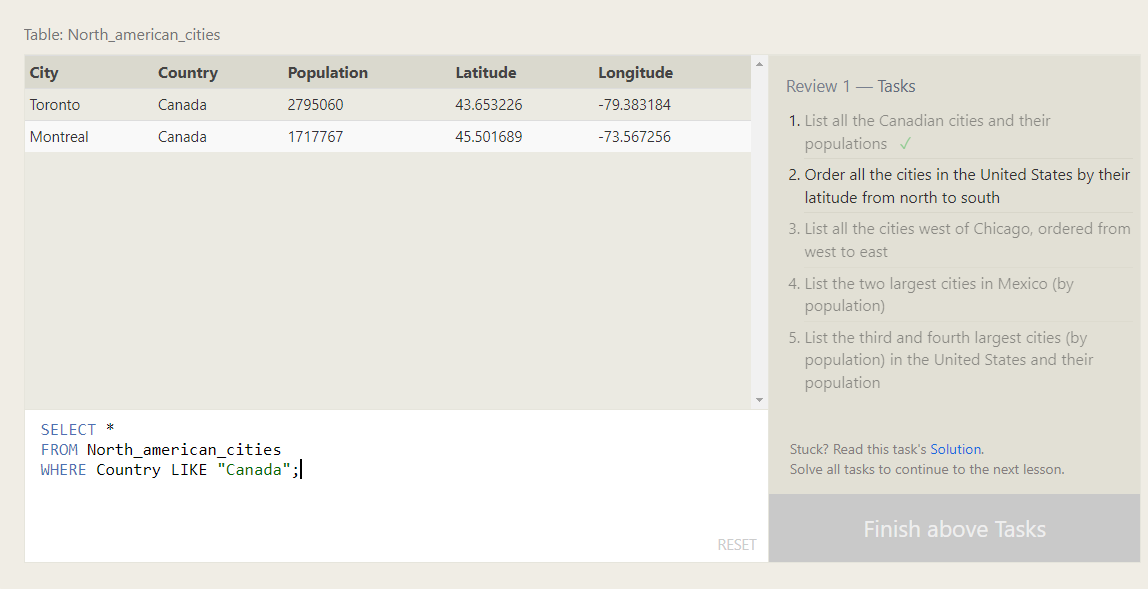 Table: North_american_cities
City Country Population Latitude Longitude
Toronto Canada 2795060 43.653226 -79.383184
Montreal Canada 1717767 45.501689 -73.567256
SELECT *
FROM North_american_cities
WHERE Country LIKE "Canada";
RESET
Review 1 — Tasks
1. List all the Canadian cities and their
populations ✓
2. Order all the cities in the United States by their
latitude from north to south
3. List all the cities west of Chicago, ordered from
west to east
4. List the two largest cities in Mexico (by
population)
5. List the third and fourth largest cities (by
population) in the United States and their
population
Stuck? Read this task's Solution.
Solve all tasks to continue to the next lesson.
Finish above Tasks